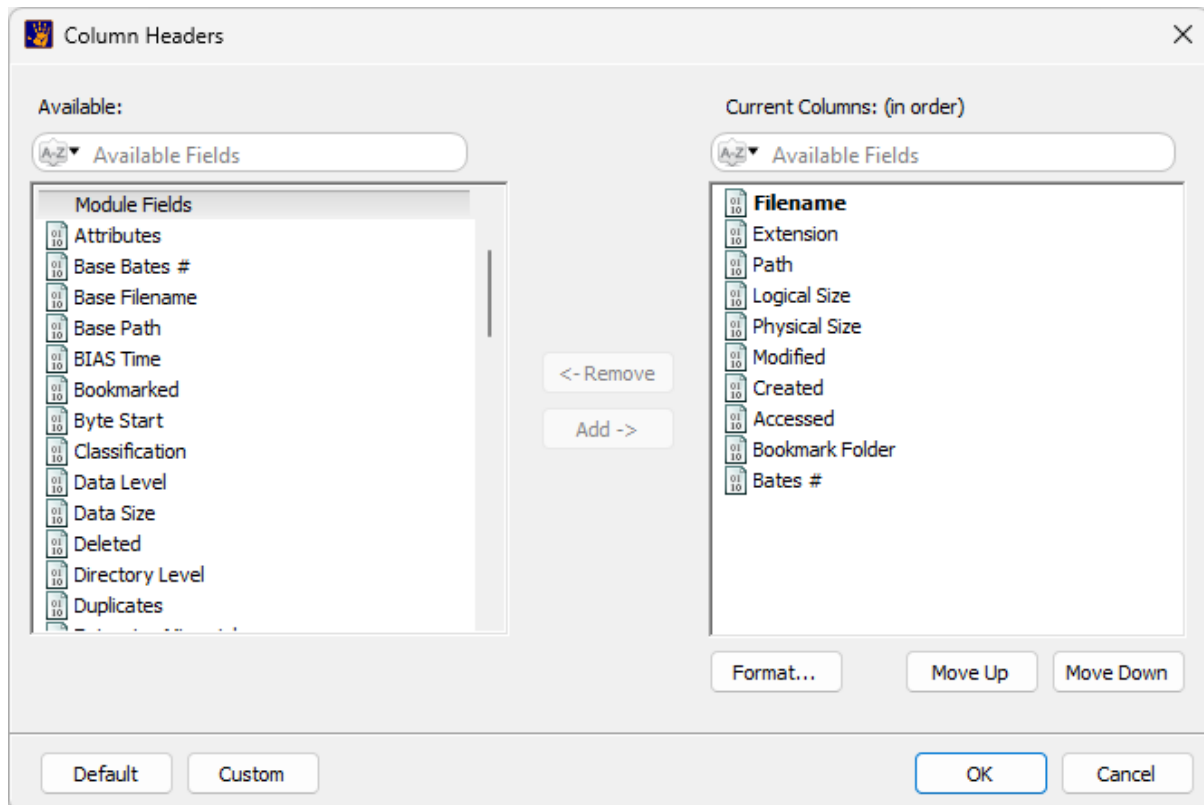 Column Headers
Available:
A-Z Available Fields
Module Fields
Attributes
Base Bates #
Base Filename
Base Path
BIAS Time
Bookmarked
Byte Start
Classification
Data Level
Data Size
Deleted
Directory Level
Duplicates
<- Remove
Add ->
Current Columns: (in order)
A-Z Available Fields
Filename
Extension
Path
Logical Size
Physical Size
Modified
Created
Accessed
Bookmark Folder
Bates #
Format...
Move Up
Move Down
Default
Custom
OK
Cancel